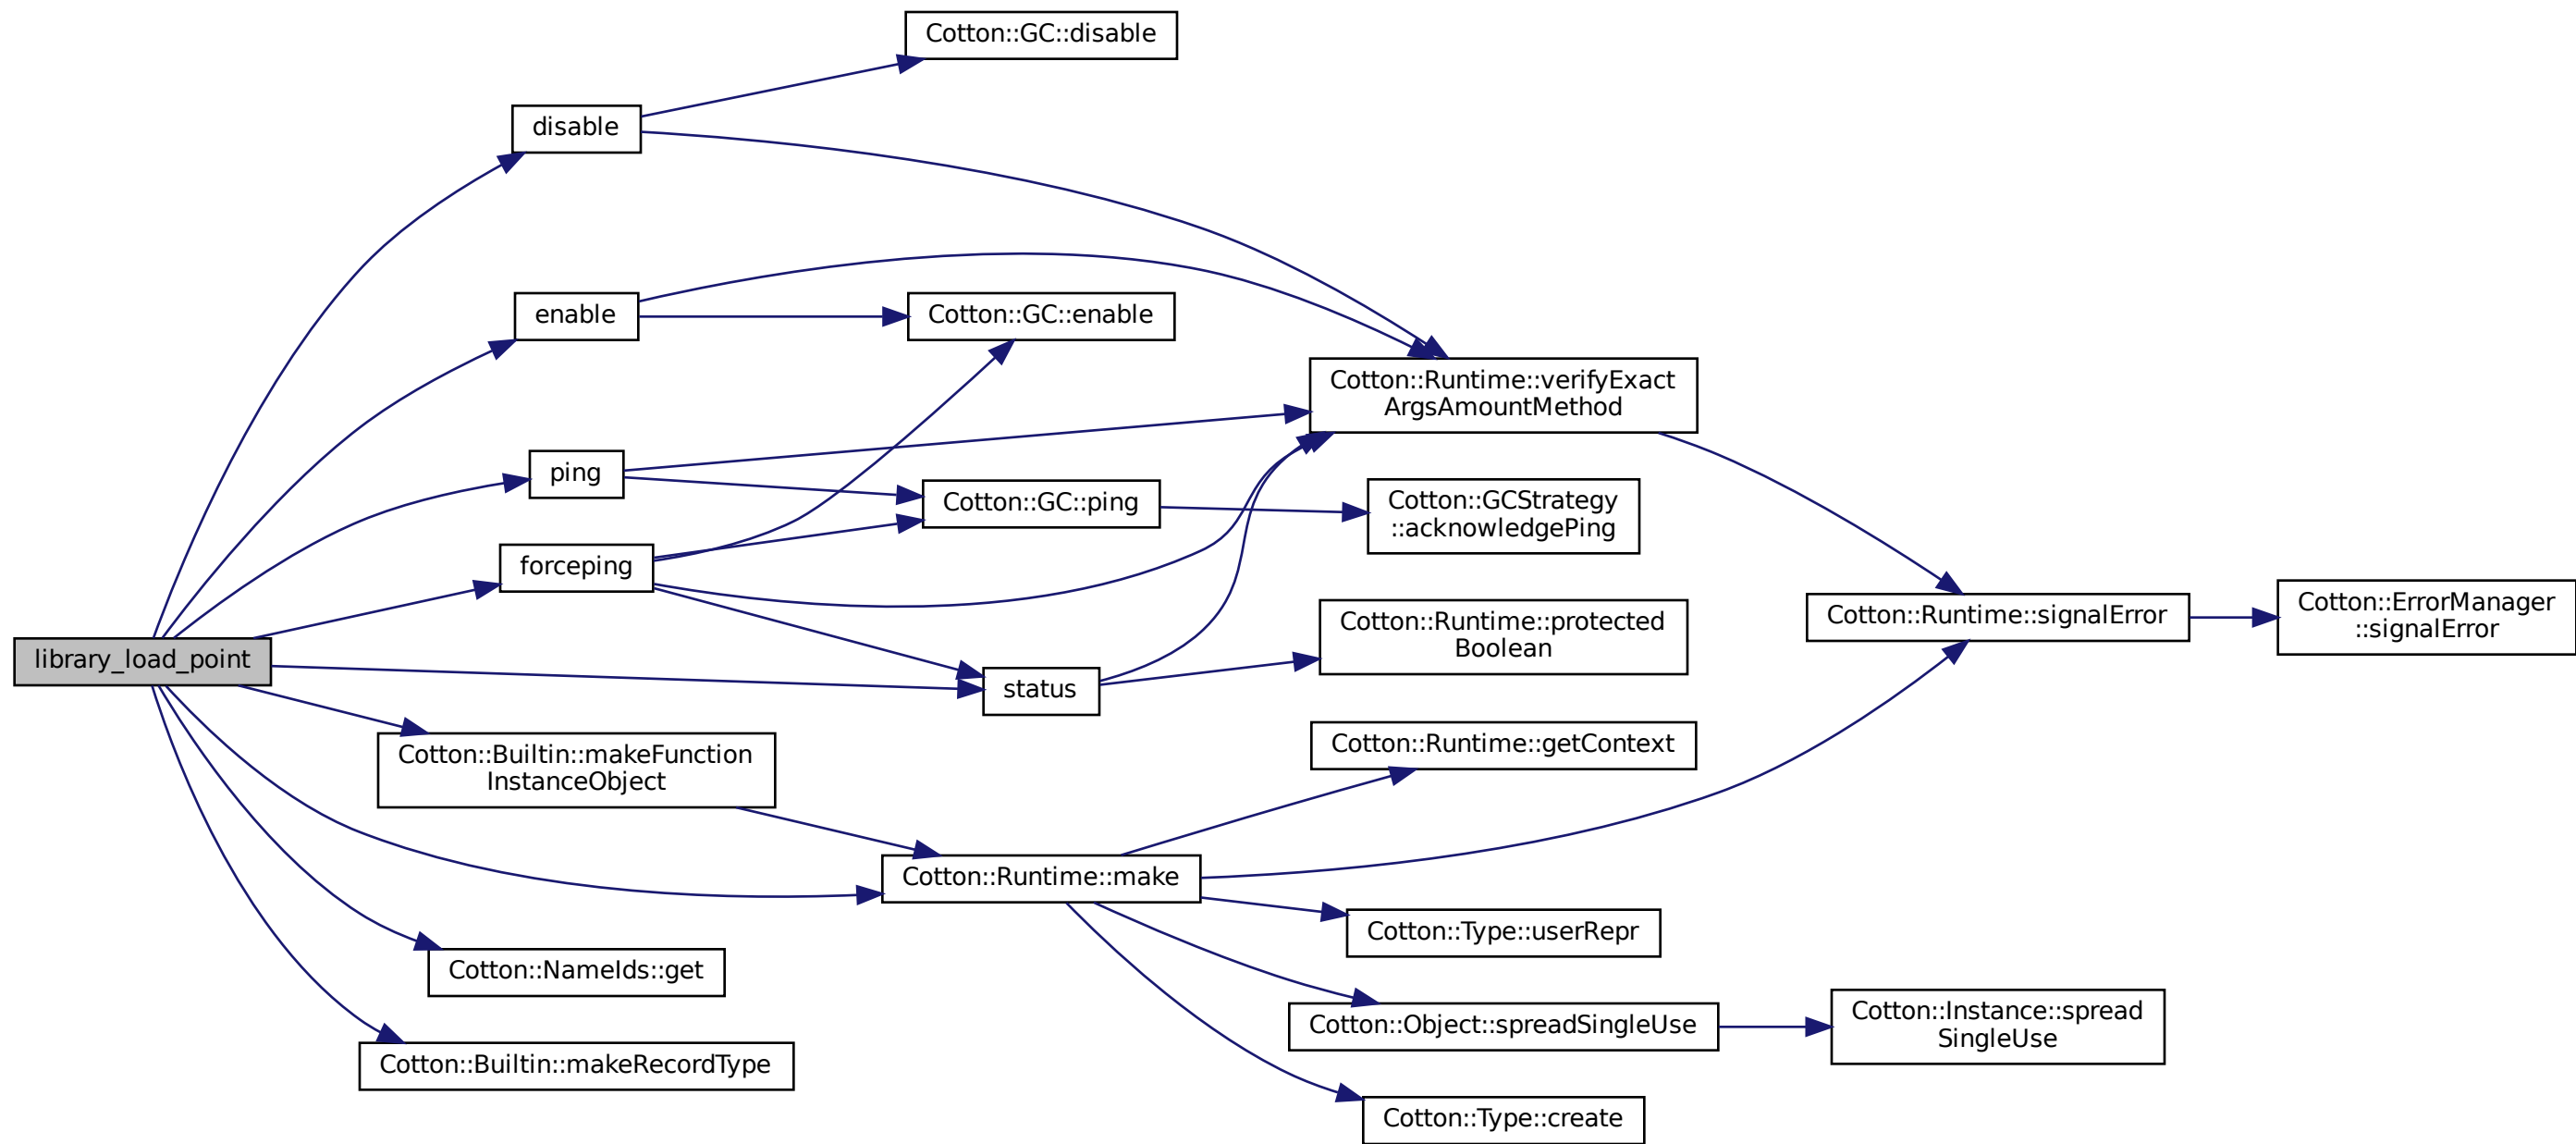 Cotton::GC::disable
disable
enable
Cotton::GC::enable
Cotton::Runtime::verifyExact
ArgsAmountMethod
ping
Cotton::GC::ping
Cotton::GCStrategy
::acknowledgePing
forceping
Cotton::Runtime::signalError
Cotton::ErrorManager
::signalError
Cotton::Runtime::protected
Boolean
library_load_point
status
Cotton::Builtin::makeFunction
InstanceObject
Cotton::Runtime::getContext
Cotton::Runtime::make
Cotton::Type::userRepr
Cotton::NameIds::get
Cotton::Object::spreadSingleUse
Cotton::Instance::spread
SingleUse
Cotton::Builtin::makeRecordType
Cotton::Type::create